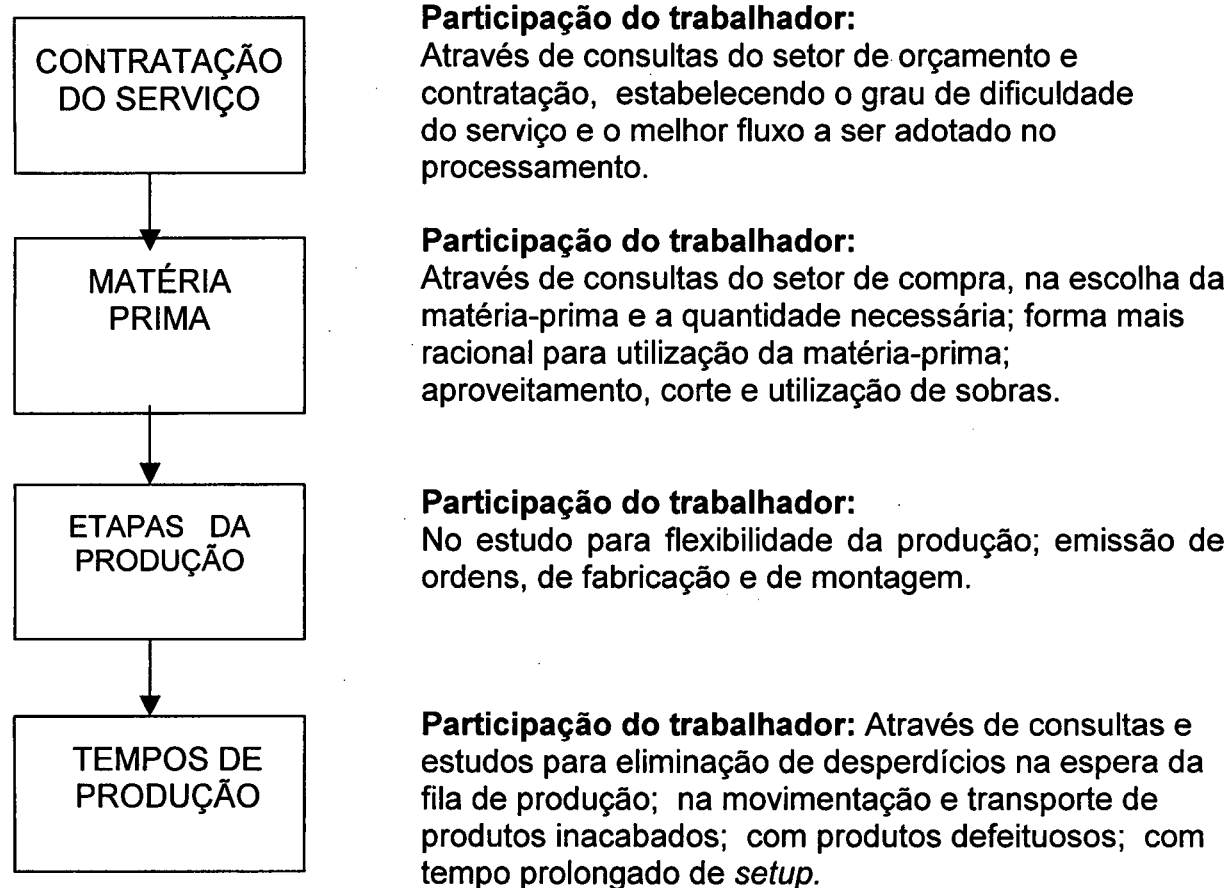 CONTRATAÇÃO
DO SERVIÇO
Participação do trabalhador:
Através de consultas do setor de orçamento e
contratação, estabelecendo o grau de dificuldade
do serviço e o melhor fluxo a ser adotado no
processamento.
MATÉRIA
PRIMA
Participação do trabalhador:
Através de consultas do setor de compra, na escolha da
matéria-prima e a quantidade necessária; forma mais
racional para utilização da matéria-prima;
aproveitamento, corte e utilização de sobras.
ETAPAS DA
PRODUÇÃO
Participação do trabalhador:
No estudo para flexibilidade da produção; emissão de
ordens, de fabricação e de montagem.
TEMPOS DE
PRODUÇÃO
Participação do trabalhador: Através de consultas e
estudos para eliminação de desperdícios na espera da
fila de produção; na movimentação e transporte de
produtos inacabados; com produtos defeituosos; com
tempo prolongado de setup.